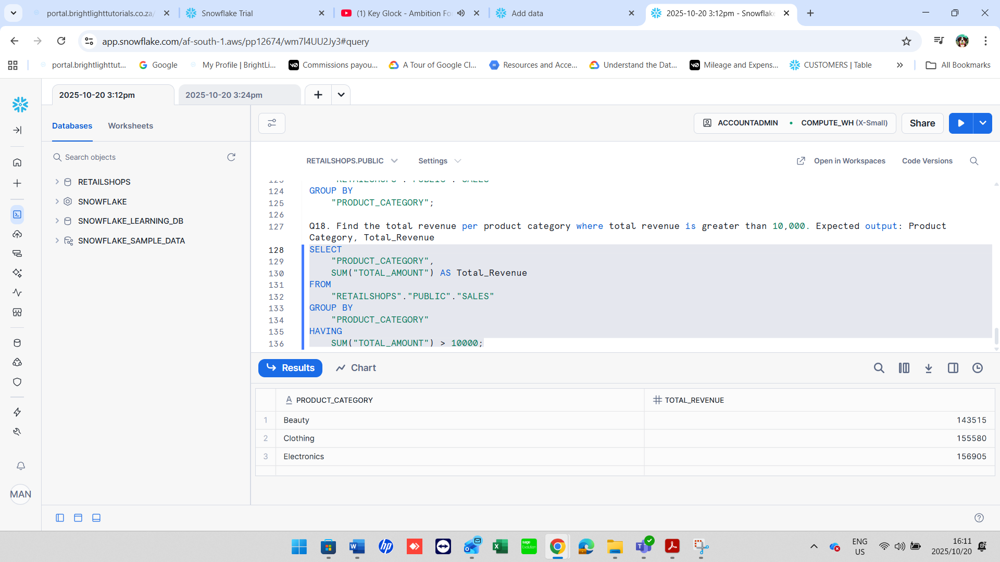 portal.brightlighttutorials.co.za/
Snowflake Trial
(1) Key Glock - Ambition Fo
Add data
2025-10-20 3:12pm - Snowflake
app.snowflake.com/af-south-1.aws/pp12674/wm7l4UU2Jy3#query
portal.brightlighttut...
Google
My Profile | BrightLi...
Commissions payou...
A Tour of Google Cl...
Resources and Acce...
Understand the Dat...
Mileage and Expens...
CUSTOMERS | Table
All Bookmarks
2025-10-20 3:12pm
2025-10-20 3:24pm
Databases
Worksheets
ACCOUNTADMIN
COMPUTE_WH (X-Small)
Share
Search objects
RETAILSHOPS
SNOWFLAKE
SNOWFLAKE_LEARNING_DB
SNOWFLAKE_SAMPLE_DATA
RETAILSHOPS.PUBLIC
Settings
Open in Workspaces
Code Versions
123 "RETAILSHOPS"."PUBLIC"."SALES"
124 GROUP BY
125 "PRODUCT_CATEGORY";
126
127 Q18. Find the total revenue per product category where total revenue is greater than 10,000. Expected output: Product
Category, Total_Revenue
128 SELECT
129 "PRODUCT_CATEGORY",
130 SUM("TOTAL_AMOUNT") AS Total_Revenue
131 FROM
132 "RETAILSHOPS"."PUBLIC"."SALES"
133 GROUP BY
134 "PRODUCT_CATEGORY"
135 HAVING
136 SUM("TOTAL_AMOUNT") > 10000;
Results
Chart
A PRODUCT_CATEGORY
# TOTAL_REVENUE
1 Beauty 143515
2 Clothing 155580
3 Electronics 156905
MAN
ENG
US
16:11
2025/10/20